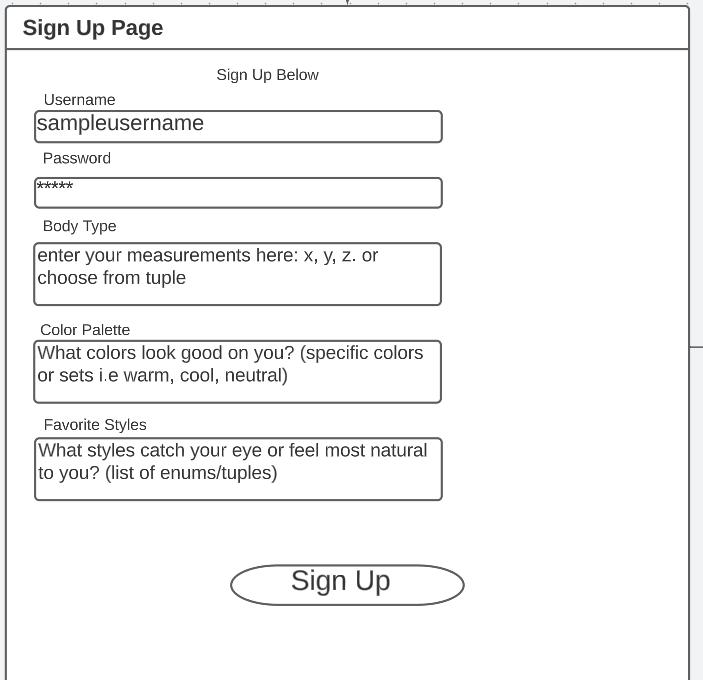 Sign Up Page
Sign Up Below
Username
sampleusername
Password
*****
Body Type
enter your measurements here: x, y, z. or
choose from tuple
Color Palette
What colors look good on you? (specific colors
or sets i.e warm, cool, neutral)
Favorite Styles
What styles catch your eye or feel most natural
to you? (list of enums/tuples)
Sign Up